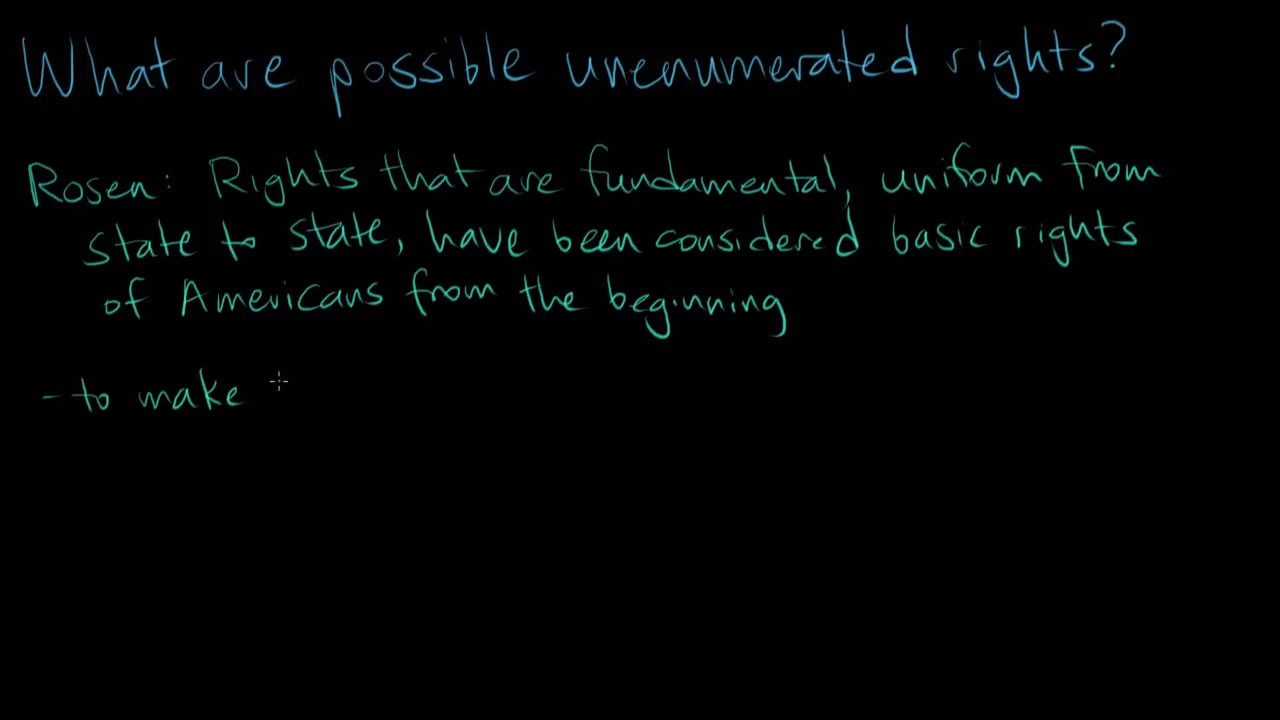 What are possible unenumerated rights?
Rosen: Rights that are fundamental, uniform from
state to state, have been considered basic rights
of Americans from the beginning
- to make